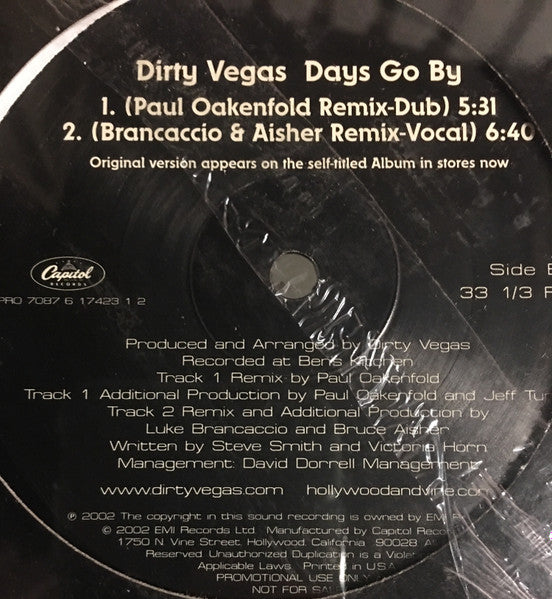 Dirty Vegas Days Go By
1. (Paul Oakenfold Remix-Dub) 5:31
2. (Brancaccio & Aisher Remix-Vocal) 6:40
Original version appears on the self-titled Album in stores now
Capitol
RECORDS
Side
PRO 7087 6 17423 1 2
33 1/3
Produced and Arranged by Dirty Vegas
Recorded at Bens Kitchen
Track 1 Remix by Paul Oakenfold
Track 1 Additional Production by Paul Oakenfold and Jeff
Track 2 Remix and Additional Production by
Luke Brancaccio and Bruce Aisher
Written by Steve Smith and Victoria Horn
Management: David Dorrell Management
www.dirtyvegas.com hollywoodandvine.com
℗ 2002 The copyright in this sound recording is owned by EMI
© 2002 EMI Records Ltd. Manufactured by Capitol
1750 N. Vine Street, Hollywood, California 90028
Reserved. Unauthorized Duplication is a
Applicable Laws. Printed in U.S.A.
PROMOTIONAL USE ONLY
NOT FOR